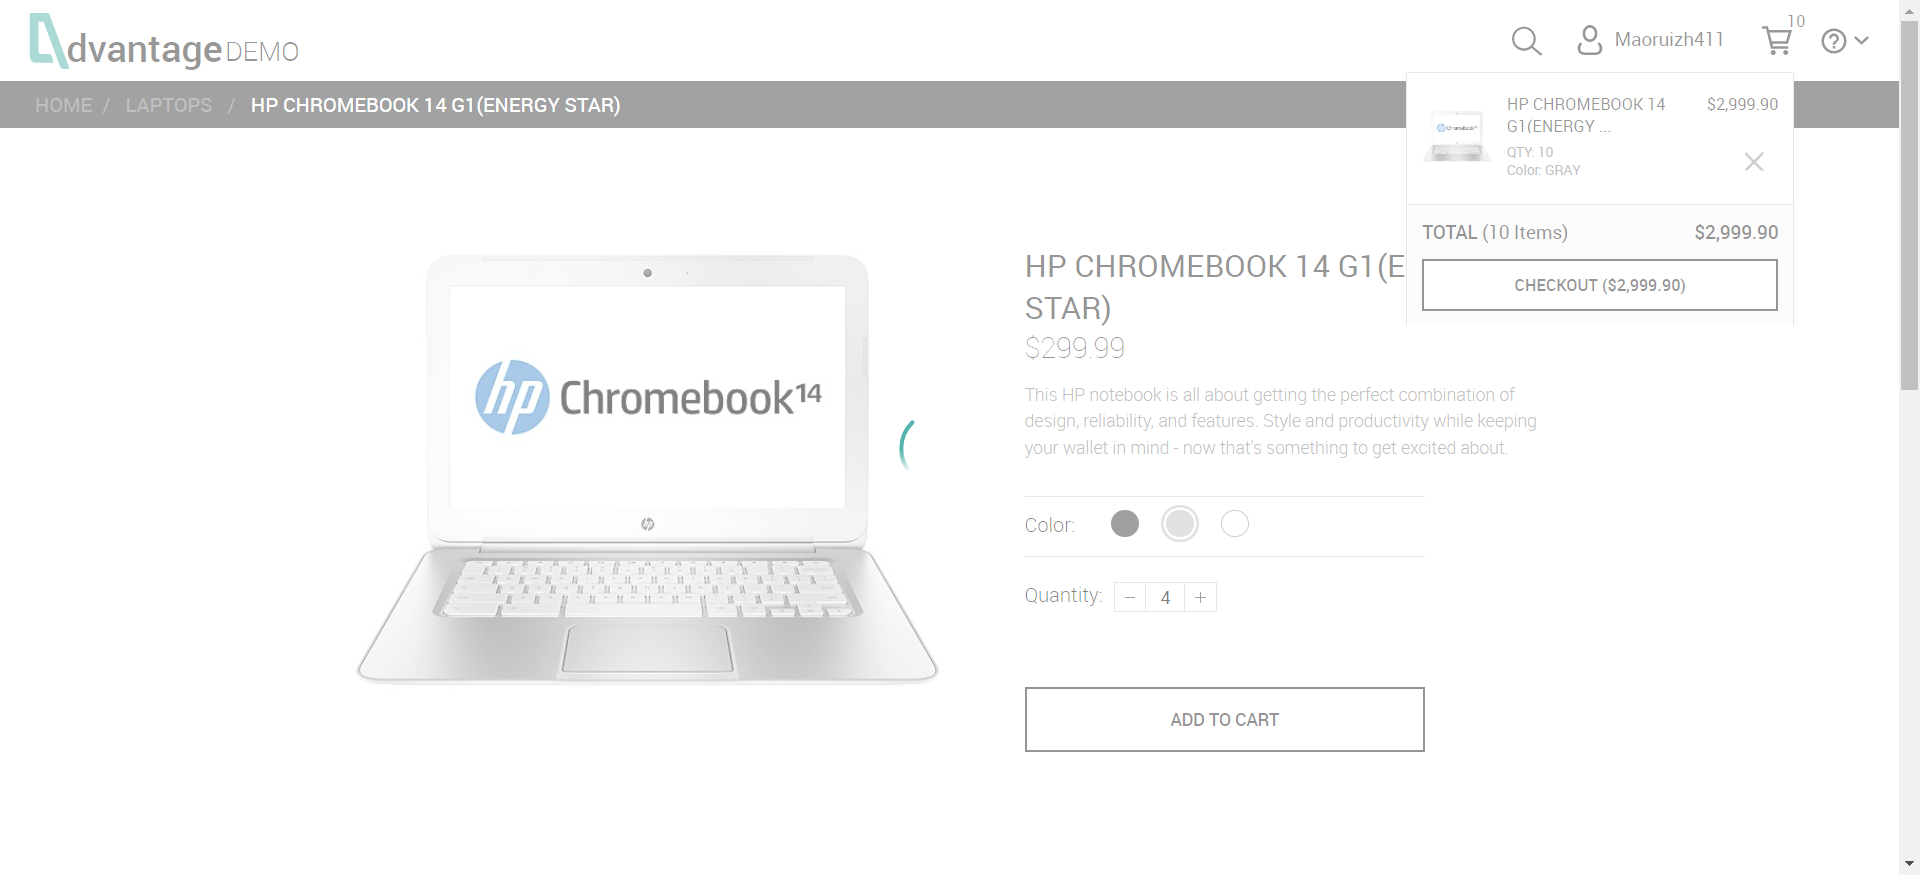 dvantage DEMO
Maoruizh411
10
HOME / LAPTOPS / HP CHROMEBOOK 14 G1(ENERGY STAR)
HP CHROMEBOOK 14 $2,999.90
G1(ENERGY ...
QTY: 10
Color: GRAY
TOTAL (10 Items) $2,999.90
CHECKOUT ($2,999.90)
hp Chromebook14
hp
HP CHROMEBOOK 14 G1(E
STAR)
$299.99
This HP notebook is all about getting the perfect combination of
design, reliability, and features. Style and productivity while keeping
your wallet in mind - now that's something to get excited about.
Color:
Quantity: − 4 +
ADD TO CART